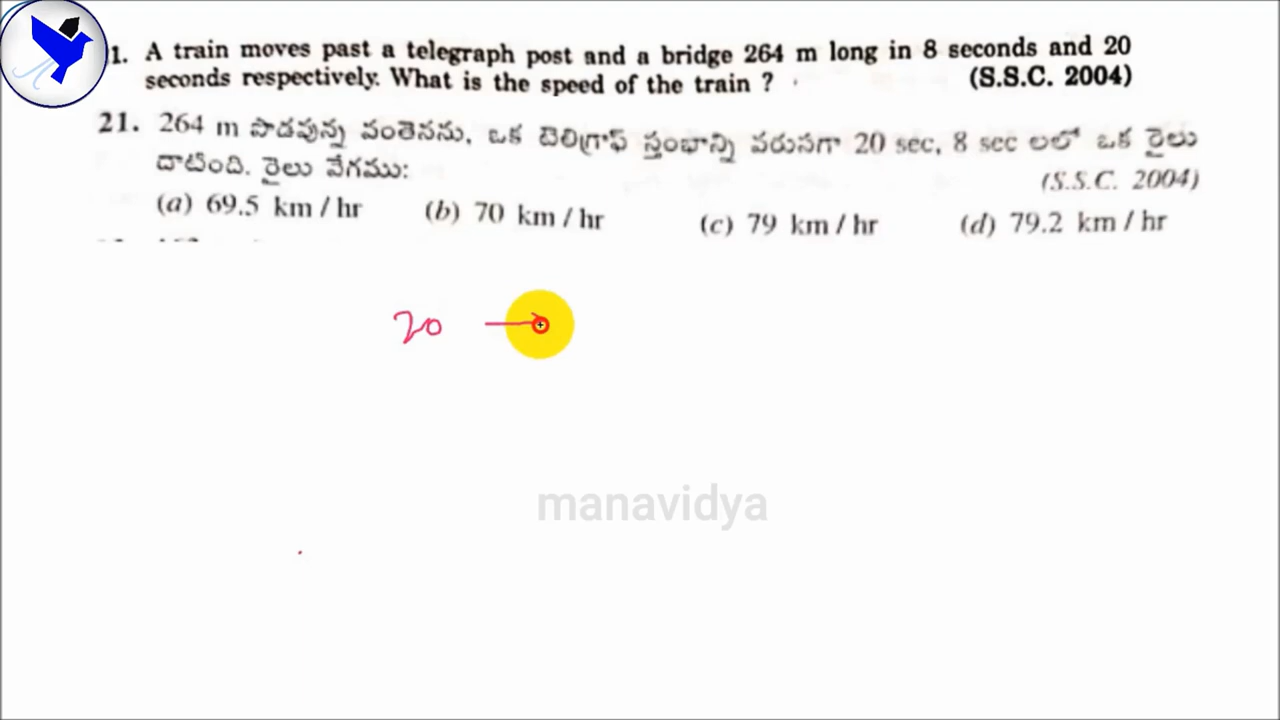 1. A train moves past a telegraph post and a bridge 264 m long in 8 seconds and 20
seconds respectively. What is the speed of the train ? (S.S.C. 2004)
21. 264 m పొడవున్న వంతెనను, ఒక టెలిగ్రాఫ్ స్తంభాన్ని వరుసగా 20 sec, 8 sec లలో ఒక రైలు
దాటింది. రైలు వేగము: (S.S.C. 2004)
(a) 69.5 km / hr (b) 70 km / hr (c) 79 km / hr (d) 79.2 km / hr
20
manavidya